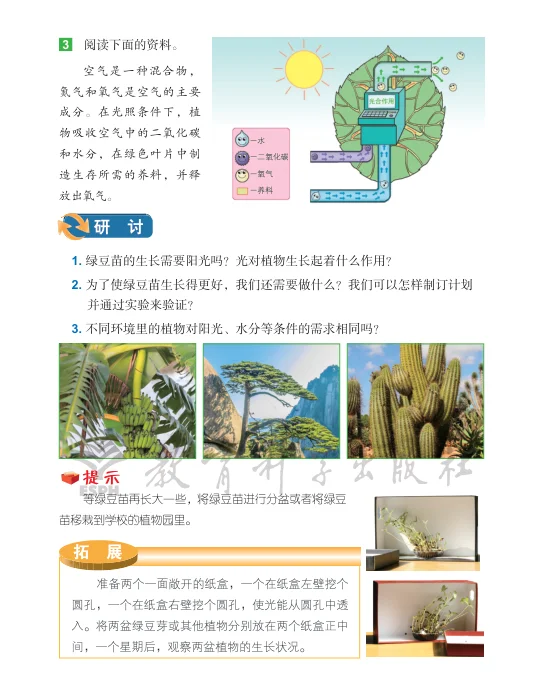 3 阅读下面的资料。
空气是一种混合物，
氮气和氧气是空气的主要
成分。在光照条件下，植
物吸收空气中的二氧化碳
和水分，在绿色叶片中制
造生存所需的养料，并释
放出氧气。
光合作用
—水
—二氧化碳
—氧气
—养料
研 讨
1. 绿豆苗的生长需要阳光吗？光对植物生长起着什么作用？
2. 为了使绿豆苗生长得更好，我们还需要做什么？我们可以怎样制订计划
并通过实验来验证？
3. 不同环境里的植物对阳光、水分等条件的需求相同吗？
教育科学出版社
ESPH
提示
等绿豆苗再长大一些，将绿豆苗进行分盆或者将绿豆
苗移栽到学校的植物园里。
拓 展
准备两个一面敞开的纸盒，一个在纸盒左壁挖个
圆孔，一个在纸盒右壁挖个圆孔，使光能从圆孔中透
入。将两盆绿豆芽或其他植物分别放在两个纸盒正中
间，一个星期后，观察两盆植物的生长状况。